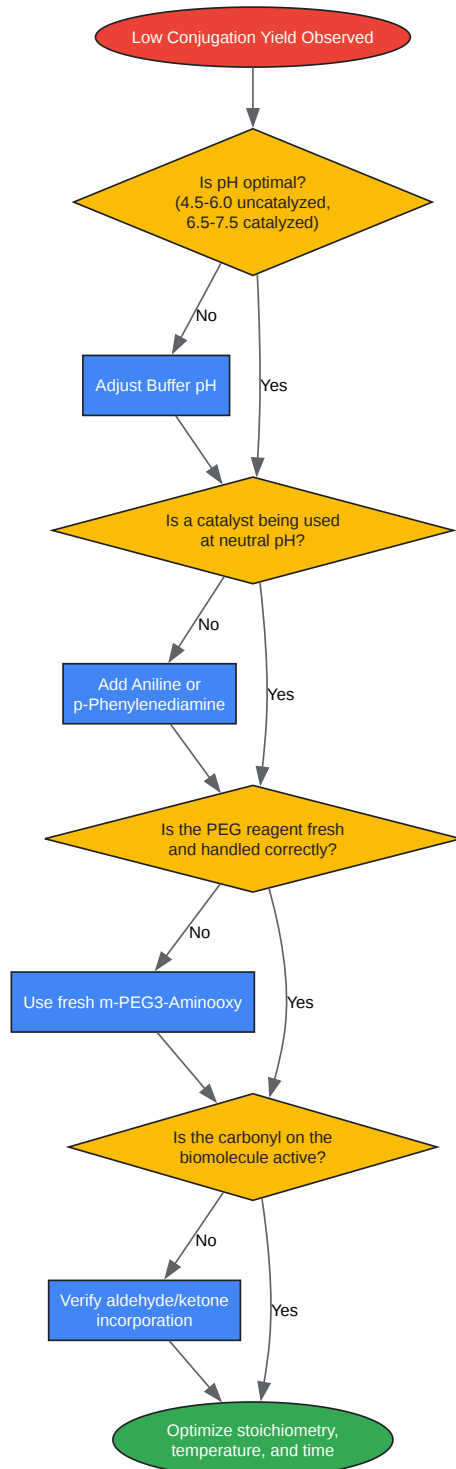 Low Conjugation Yield Observed
Is pH optimal?
(4.5-6.0 uncatalyzed,
6.5-7.5 catalyzed)
No
Adjust Buffer pH
Yes
Is a catalyst being used
at neutral pH?
No
Add Aniline or
p-Phenylenediamine
Yes
Is the PEG reagent fresh
and handled correctly?
No
Use fresh m-PEG3-Aminooxy
Yes
Is the carbonyl on the
biomolecule active?
No
Verify aldehyde/ketone
incorporation
Yes
Optimize stoichiometry,
temperature, and time